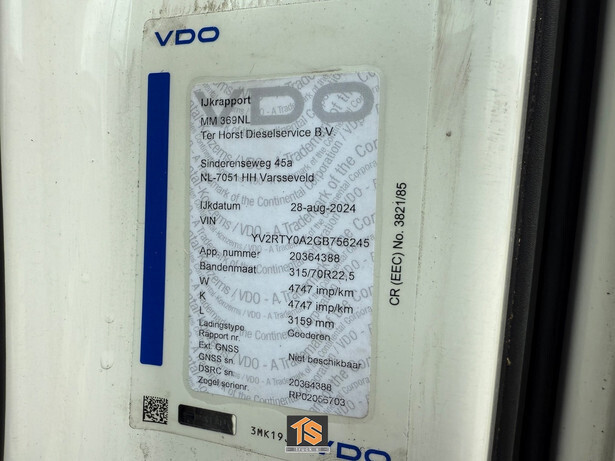 VDO
IJkrapport
MM 369NL
Ter Horst Dieselservice B.V.
Sinderenseweg 45a
NL-7051 HH Varsseveld
IJkdatum 28-aug-2024
VIN
YV2RTY0A2GB756245
App. nummer 20364388
Bandenmaat 315/70R22,5
W 4747 imp/km
K 4747 imp/km
L 3159 mm
Ladingstype Goederen
Rapport nr.
Ext. GNSS Niet beschikbaar
GNSS sn.
DSRC sn. 20364388
Zegel serienr.
CR (EEC) No. 3821/85
3MK19
TS
VDO